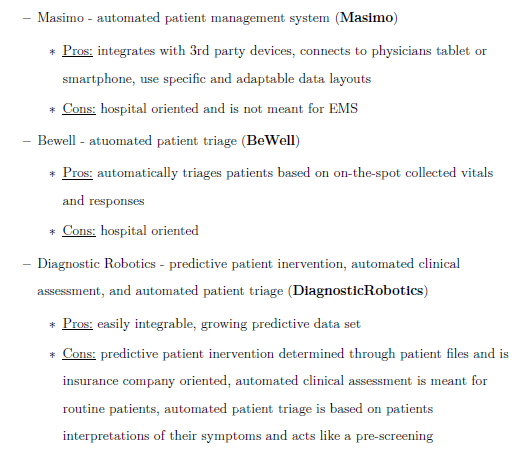 – Masimo - automated patient management system (Masimo)
∗ Pros: integrates with 3rd party devices, connects to physicians tablet or
smartphone, use specific and adaptable data layouts
∗ Cons: hospital oriented and is not meant for EMS
– Bewell - atuomated patient triage (BeWell)
∗ Pros: automatically triages patients based on on-the-spot collected vitals
and responses
∗ Cons: hospital oriented
– Diagnostic Robotics - predictive patient inervention, automated clinical
assessment, and automated patient triage (DiagnosticRobotics)
∗ Pros: easily integrable, growing predictive data set
∗ Cons: predictive patient inervention determined through patient files and is
insurance company oriented, automated clinical assessment is meant for
routine patients, automated patient triage is based on patients
interpretations of their symptoms and acts like a pre-screening